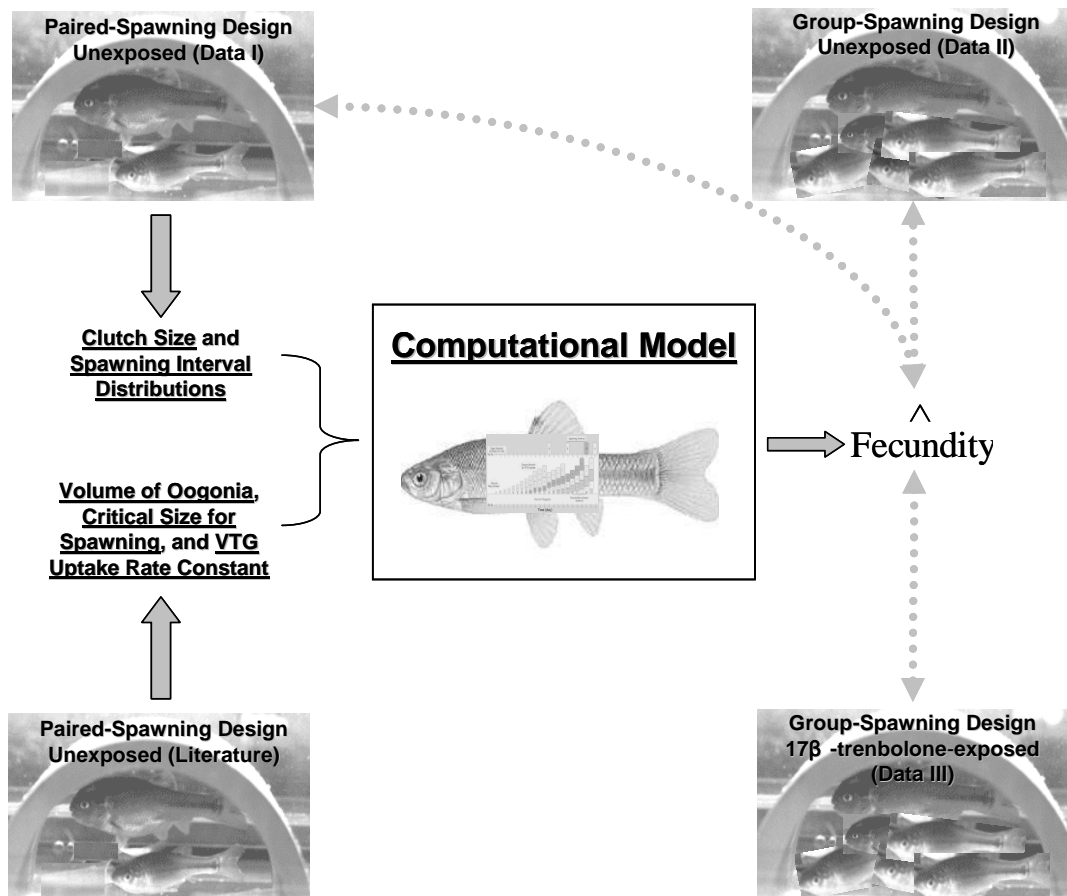 Paired-Spawning Design
Unexposed (Data I)
Group-Spawning Design
Unexposed (Data II)
Clutch Size and
Spawning Interval
Distributions
Volume of Oogonia,
Critical Size for
Spawning, and VTG
Uptake Rate Constant
Computational Model
^
Fecundity
Paired-Spawning Design
Unexposed (Literature)
Group-Spawning Design
17β -trenbolone-exposed
(Data III)